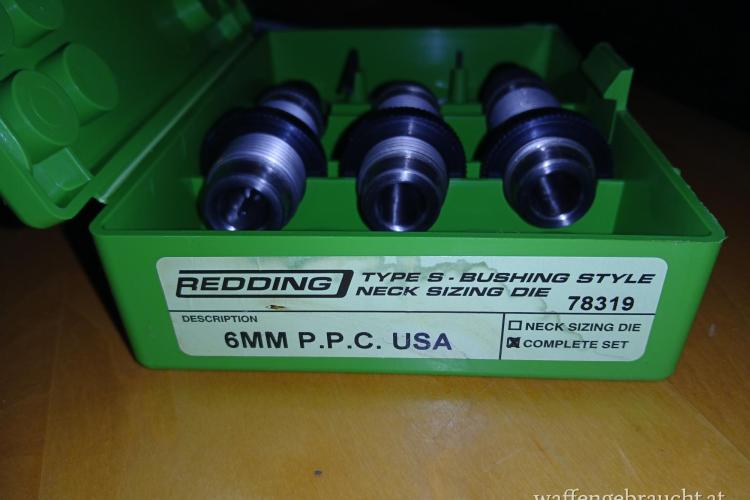 REDDING TYPE S - BUSHING STYLE
NECK SIZING DIE 78319
DESCRIPTION
6MM P.P.C. USA
NECK SIZING DIE
COMPLETE SET
waffengebraucht.at